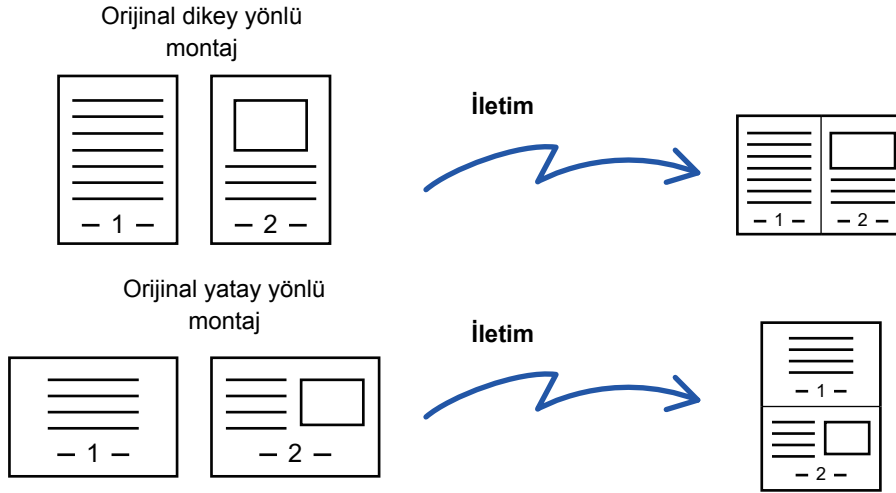 Orijinal dikey yönlü
montaj
İletim
– 1 –
– 2 –
– 1 –
– 2 –
Orijinal yatay yönlü
montaj
İletim
– 1 –
– 2 –
– 1 –
– 2 –